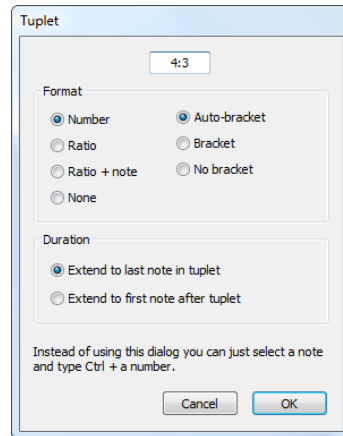 Tuplet
4:3
Format
Number
Auto-bracket
Ratio
Bracket
Ratio + note
No bracket
None
Duration
Extend to last note in tuplet
Extend to first note after tuplet
Instead of using this dialog you can just select a note
and type Ctrl + a number.
Cancel
OK